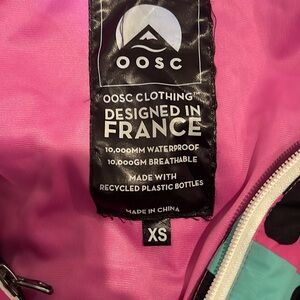 OOSC
OOSC CLOTHING™
DESIGNED IN
FRANCE
10,000MM WATERPROOF
10,000GM BREATHABLE
MADE WITH
RECYCLED PLASTIC BOTTLES
MADE IN CHINA
XS